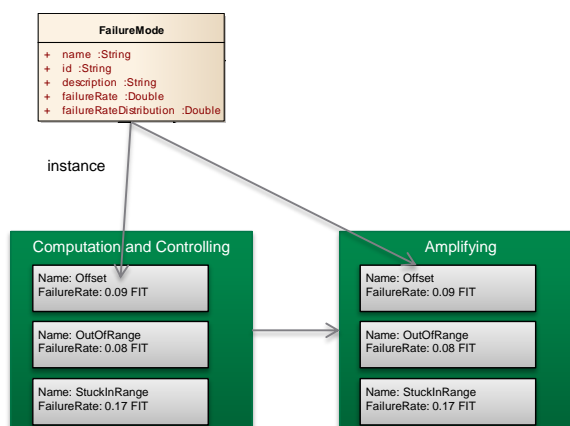 FailureMode
+ name :String
+ id :String
+ description :String
+ failureRate :Double
+ failureRateDistribution :Double
instance
Computation and Controlling
Name: Offset
FailureRate: 0.09 FIT
Name: OutOfRange
FailureRate: 0.08 FIT
Name: StuckInRange
FailureRate: 0.17 FIT
Amplifying
Name: Offset
FailureRate: 0.09 FIT
Name: OutOfRange
FailureRate: 0.08 FIT
Name: StuckInRange
FailureRate: 0.17 FIT